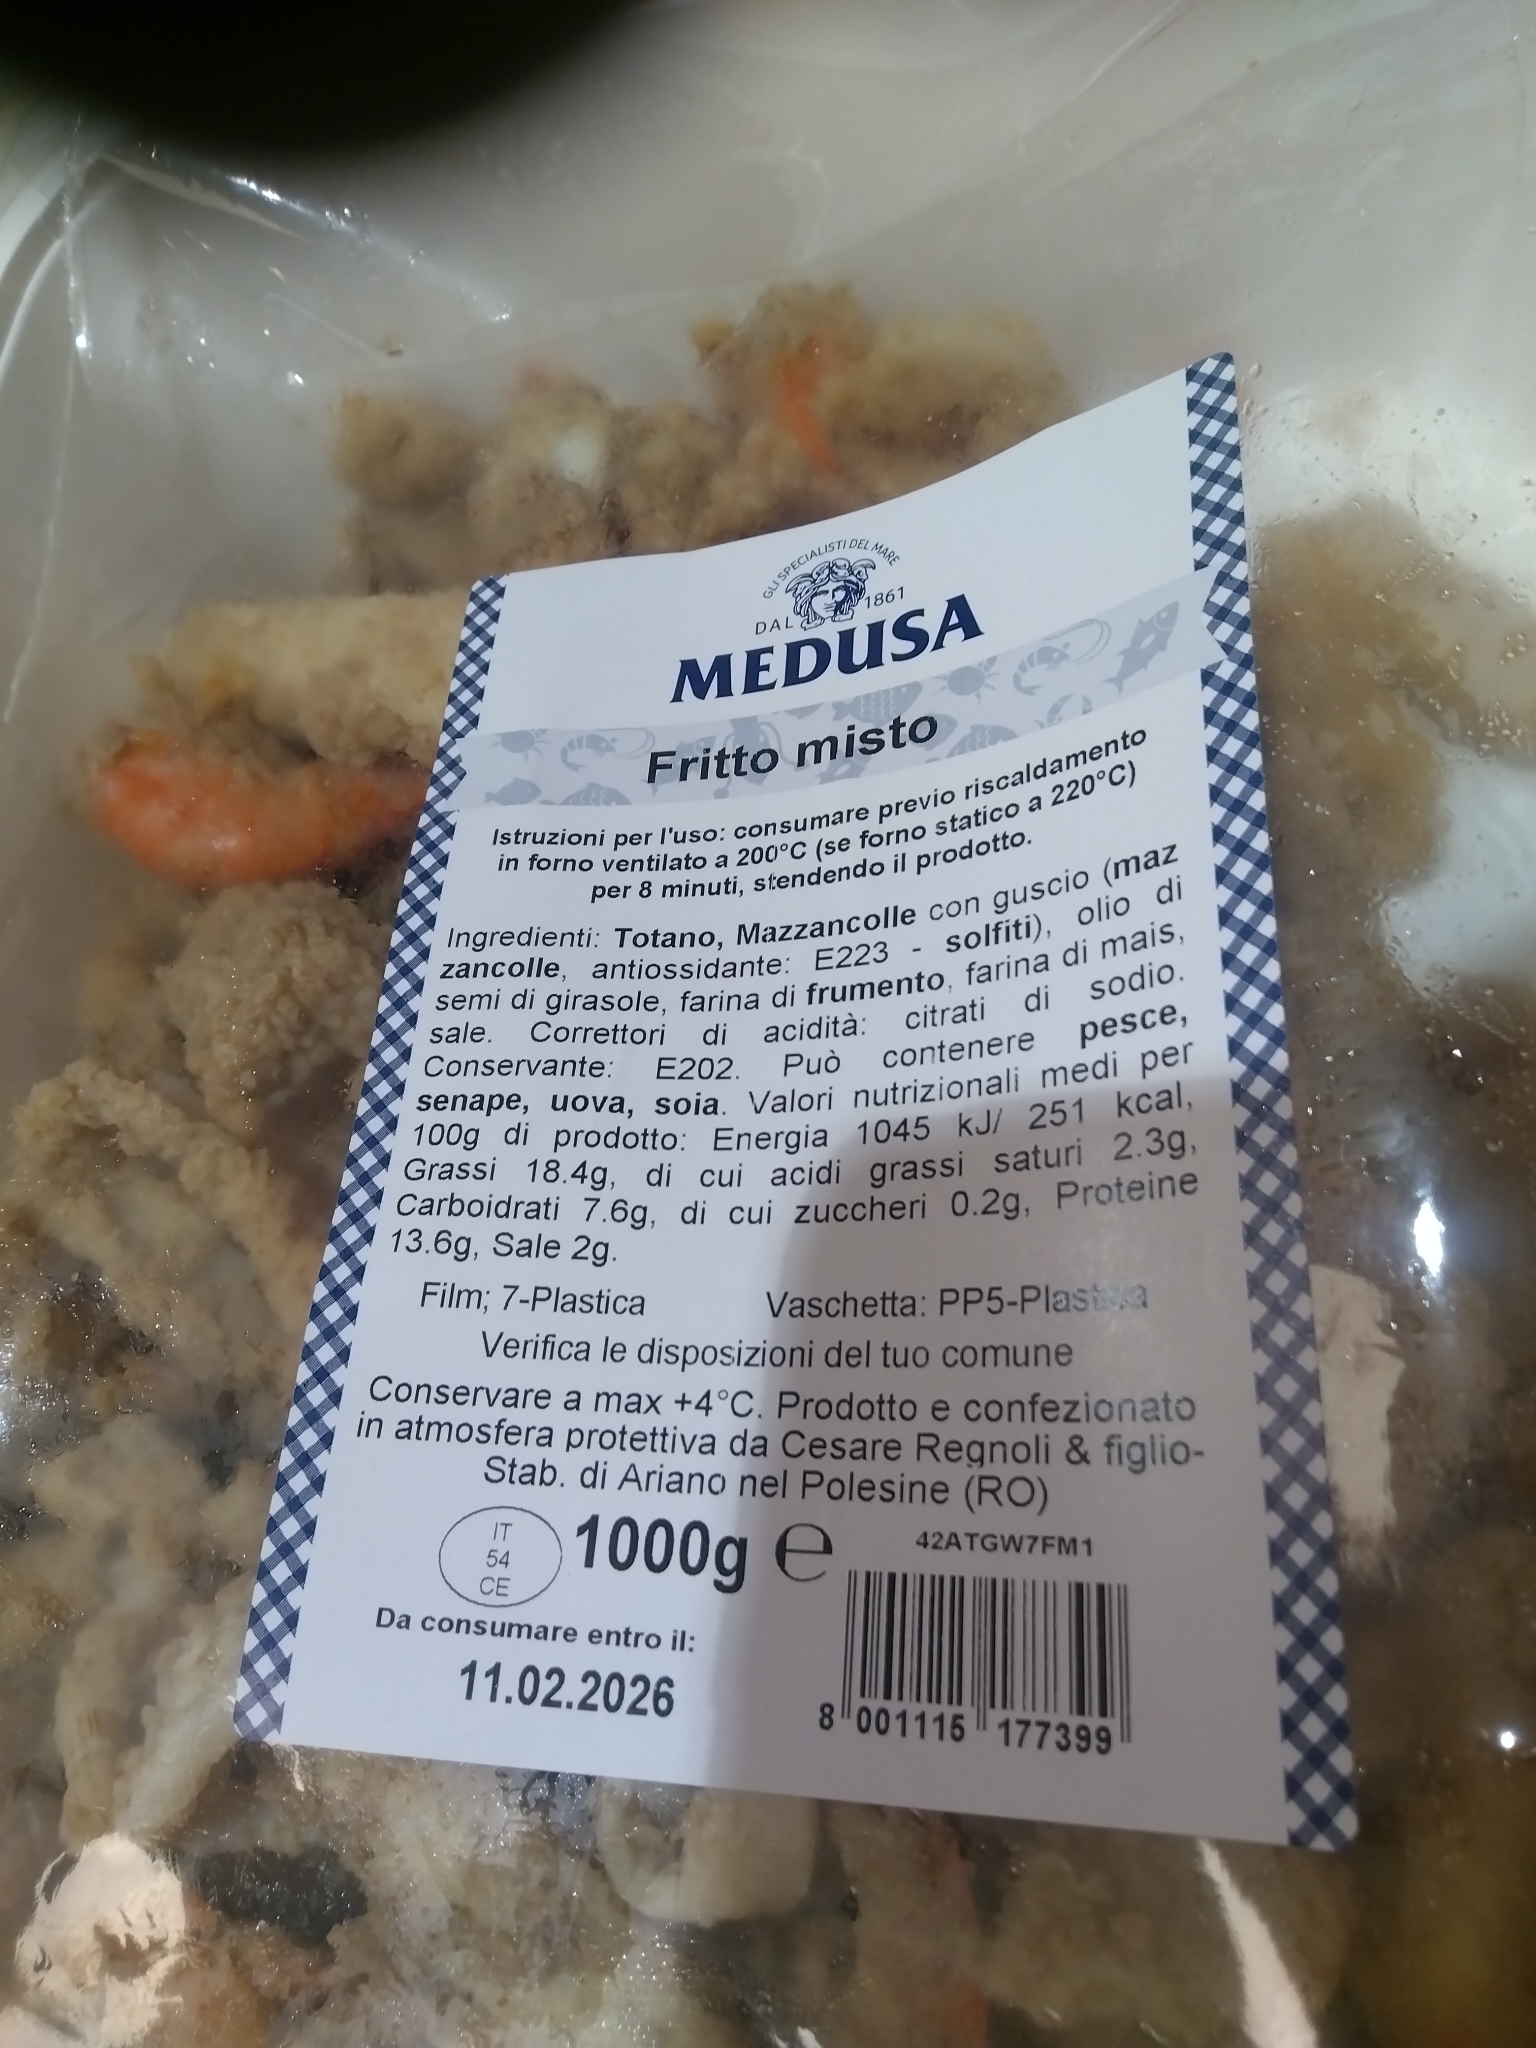 GLI SPECIALISTI DEL MARE
DAL 1861
MEDUSA
Fritto misto
Istruzioni per l'uso: consumare previo riscaldamento
in forno ventilato a 200°C (se forno statico a 220°C)
per 8 minuti, stendendo il prodotto.
Ingredienti: Totano, Mazzancolle con guscio (maz
zancolle, antiossidante: E223 - solfiti), olio di
semi di girasole, farina di frumento, farina di mais,
sale. Correttori di acidità: citrati di sodio.
Conservante: E202. Può contenere pesce,
senape, uova, soia. Valori nutrizionali medi per
100g di prodotto: Energia 1045 kJ/ 251 kcal,
Grassi 18.4g, di cui acidi grassi saturi 2.3g,
Carboidrati 7.6g, di cui zuccheri 0.2g, Proteine
13.6g, Sale 2g.
Film; 7-Plastica Vaschetta: PP5-Plastica
Verifica le disposizioni del tuo comune
Conservare a max +4°C. Prodotto e confezionato
in atmosfera protettiva da Cesare Regnoli & figlio-
Stab. di Ariano nel Polesine (RO)
IT
54
CE
1000g e
42ATGW7FM1
Da consumare entro il:
11.02.2026
8 001115 177399